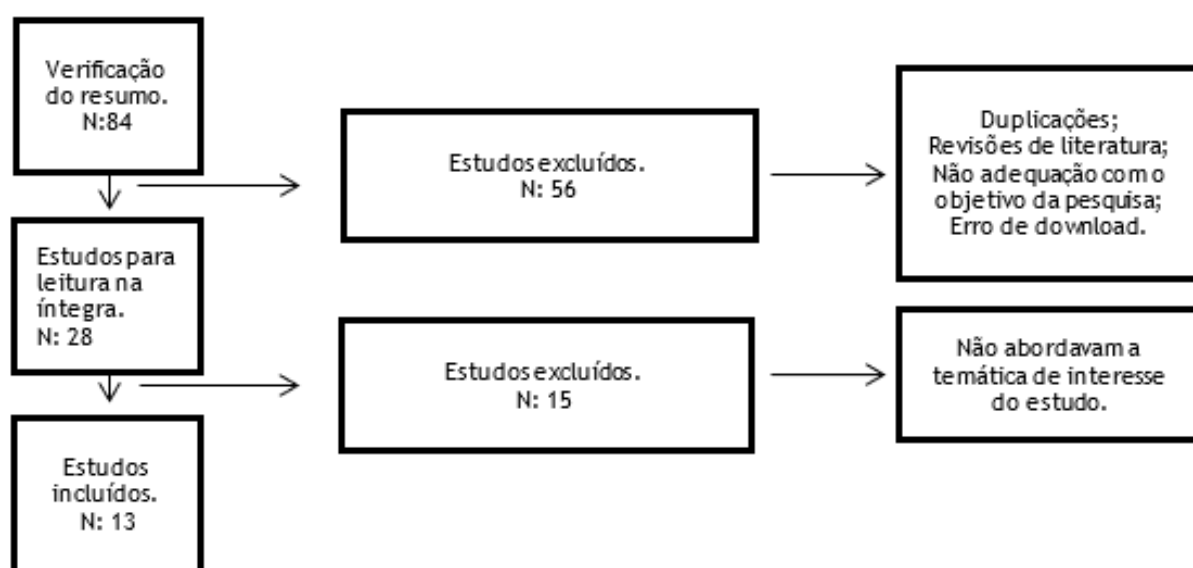 Verificação
do resumo.
N:84
Estudos excluídos.
N: 56
Duplicações;
Revisões de literatura;
Não adequação com o
objetivo da pesquisa;
Erro de download.
Estudos para
leitura na
íntegra.
N: 28
Estudos excluídos.
N: 15
Não abordavam a
temática de interesse
do estudo.
Estudos
incluídos.
N: 13